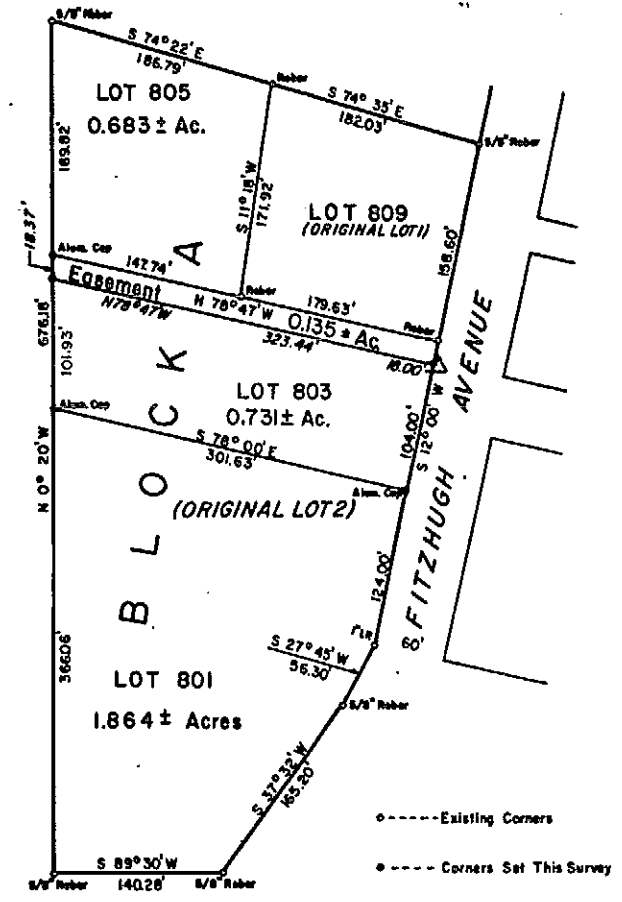 5/8" Rebar
S 74° 22' E
186.79'
Rebar
S 74° 35' E
182.03'
5/8" Rebar
LOT 805
0.683 ± Ac.
189.82'
S 11° 18' W
171.92'
LOT 809
(ORIGINAL LOT 1)
158.60'
18.37'
Alum. Cap
147.74'
Rebar
179.63'
Rebar
Easement
N 78° 47' W
0.135 ± Ac.
N 78° 47' W
323.44'
18.00'
676.18'
N 0° 20' W
101.93'
LOT 803
0.731 ± Ac.
104.00'
S 12° 00' W
Alum. Cap
S 78° 00' E
301.63'
Alum. Cap
(ORIGINAL LOT 2)
BLOCK A
FITZHUGH AVENUE
124.00'
60'
S 27° 45' W
56.30'
5/8" Rebar
366.06'
LOT 801
1.864 ± Acres
S 37° 32' W
165.20'
S 89° 30' W
140.28'
5/8" Rebar
5/8" Rebar
Existing Corners
Corners Set This Survey